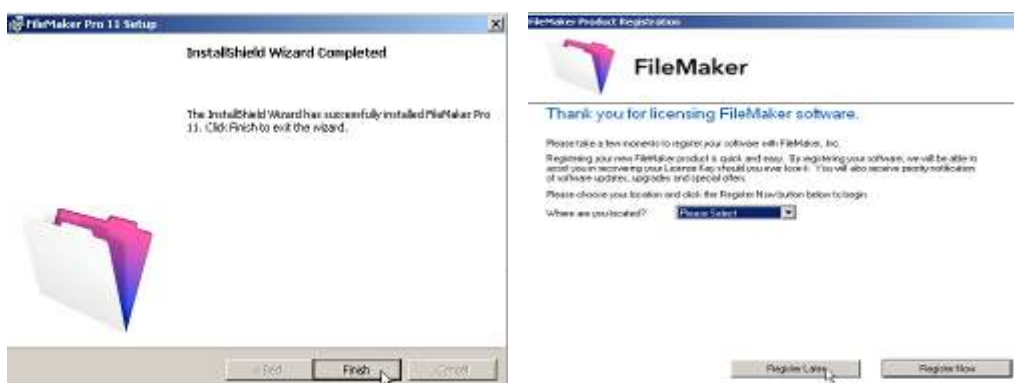 FileMaker Pro 11 Setup
InstallShield Wizard Completed
The InstallShield Wizard has successfully installed FileMaker Pro
11. Click Finish to exit the wizard.
< Back
Finish
Cancel
FileMaker Product Registration
FileMaker
Thank you for licensing FileMaker software.
Please take a few moments to register your software with FileMaker, Inc.
Registering your new FileMaker product is quick and easy. By registering your software, we will be able to
assist you in recovering your License Key should you ever lose it. You will also receive priority notification
of software updates, upgrades and special offers.
Please choose your location and click the Register Now button below to begin
Where are you located?
Please Select
Register Later
Register Now